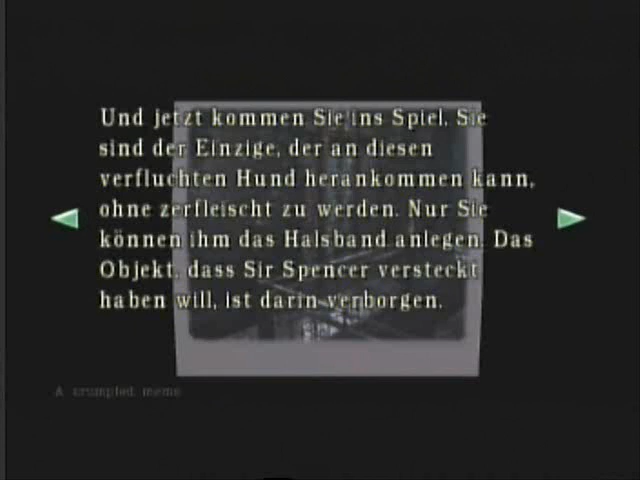 Und jetzt kommen Sie ins Spiel. Sie
sind der Einzige, der an diesen
verfluchten Hund herankommen kann,
ohne zerfleischt zu werden. Nur Sie
können ihm das Halsband anlegen. Das
Objekt, dass Sir Spencer versteckt
haben will, ist darin verborgen.
A crumpled memo